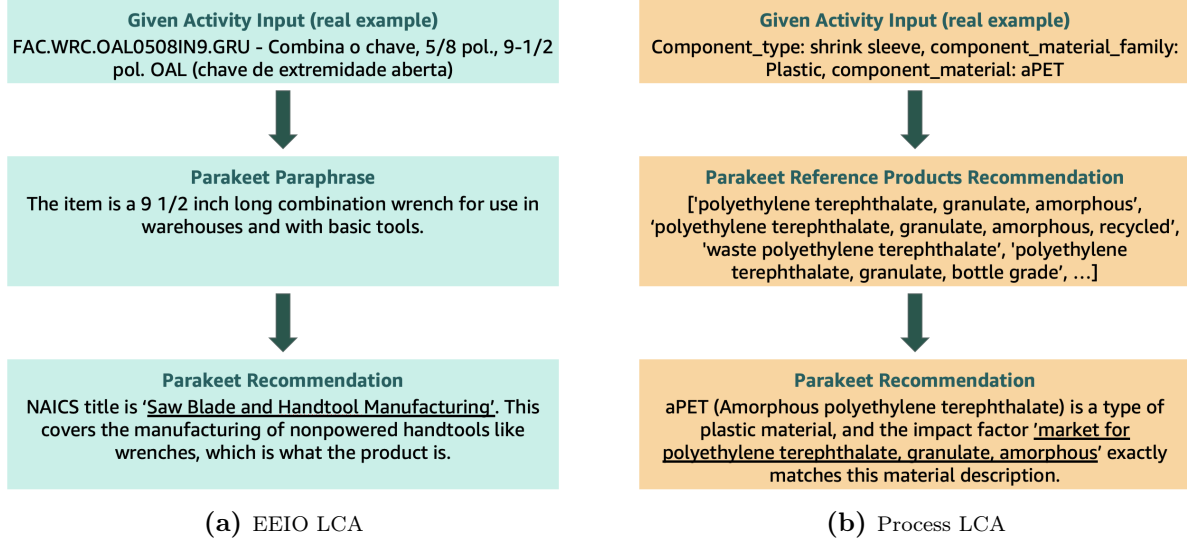 Given Activity Input (real example)
FAC.WRC.OAL0508IN9.GRU - Combina o chave, 5/8 pol., 9-1/2
pol. OAL (chave de extremidade aberta)
Parakeet Paraphrase
The item is a 9 1/2 inch long combination wrench for use in
warehouses and with basic tools.
Parakeet Recommendation
NAICS title is ‘Saw Blade and Handtool Manufacturing’. This
covers the manufacturing of nonpowered handtools like
wrenches, which is what the product is.
(a) EEIO LCA
Given Activity Input (real example)
Component_type: shrink sleeve, component_material_family:
Plastic, component_material: aPET
Parakeet Reference Products Recommendation
['polyethylene terephthalate, granulate, amorphous’,
‘polyethylene terephthalate, granulate, amorphous, recycled’,
'waste polyethylene terephthalate’, 'polyethylene
terephthalate, granulate, bottle grade’, …]
Parakeet Recommendation
aPET (Amorphous polyethylene terephthalate) is a type of
plastic material, and the impact factor ’market for
polyethylene terephthalate, granulate, amorphous’ exactly
matches this material description.
(b) Process LCA